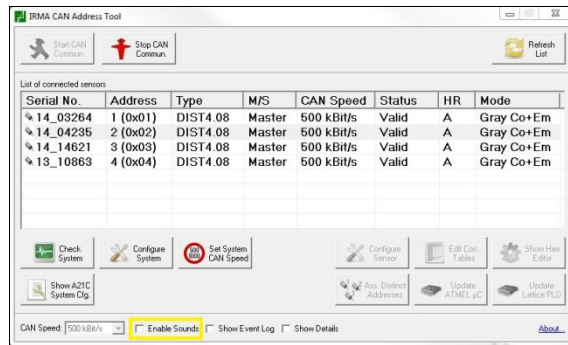 IRMA CAN Address Tool
Start CAN Commun.
Stop CAN Commun.
Refresh List
List of connected sensors
Serial No. Address Type M/S CAN Speed Status HR Mode
14_03264 1 (0x01) DIST4.08 Master 500 kBit/s Valid A Gray Co+Em
14_04235 2 (0x02) DIST4.08 Master 500 kBit/s Valid A Gray Co+Em
14_14621 3 (0x03) DIST4.08 Master 500 kBit/s Valid A Gray Co+Em
13_10863 4 (0x04) DIST4.08 Master 500 kBit/s Valid A Gray Co+Em
Check System
Configure System
500 1000
Set System CAN Speed
Configure Sensor
Edit Corr. Tables
Show Hex Editor
Show A21C System Cfg.
Ass. Distinct Addresses
Update ATMEL µC
Update Lattice PLD
CAN Speed: 500 kBit/s Enable Sounds Show Event Log Show Details About...